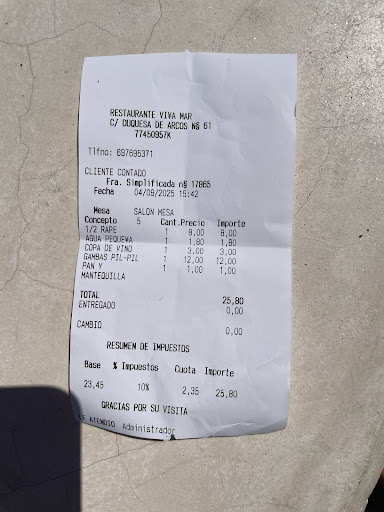 RESTAURANTE VIVA MAR
C/ DUQUESA DE ARCOS N§ 61
77450957K
Tlfno: 697695371
CLIENTE CONTADO
Fra. Simplificada n§ 17865
Fecha 04/09/2025 15:42
Mesa SALON MESA
Concepto 5 Cant.Precio Importe
1/2 RAPE 1 8,00 8,00
AGUA PEQUEWA 1 1,80 1,80
COPA DE VINO 1 3,00 3,00
GAMBAS PIL-PIL 1 12,00 12,00
PAN Y 1 1,00 1,00
MANTEQUILLA
TOTAL 25,80
ENTREGADO 0,00
CAMBIO 0,00
RESUMEN DE IMPUESTOS
Base % Impuestos Cuota Importe
23,45 10% 2,35 25,80
GRACIAS POR SU VISITA
LE ATENDIO Administrador